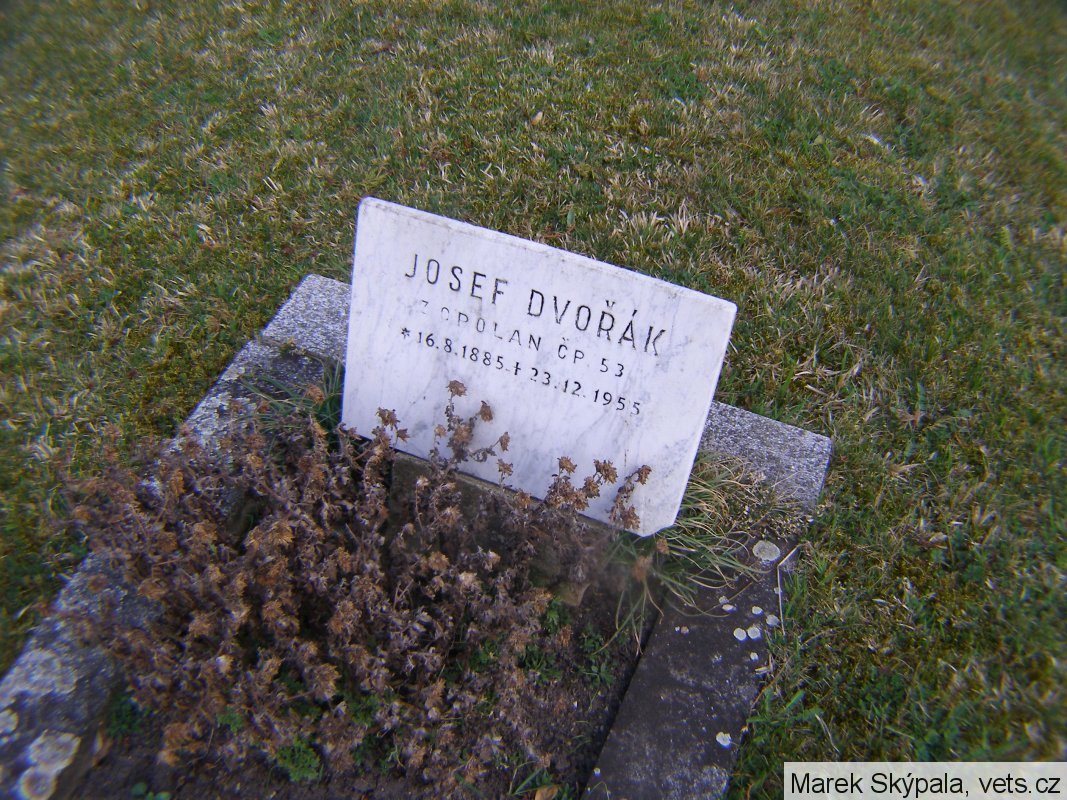 JOSEF DVOŘÁK
Z OPOLAN ČP. 53
*16.8.1885-†23.12.1955
Marek Skýpala, vets.cz